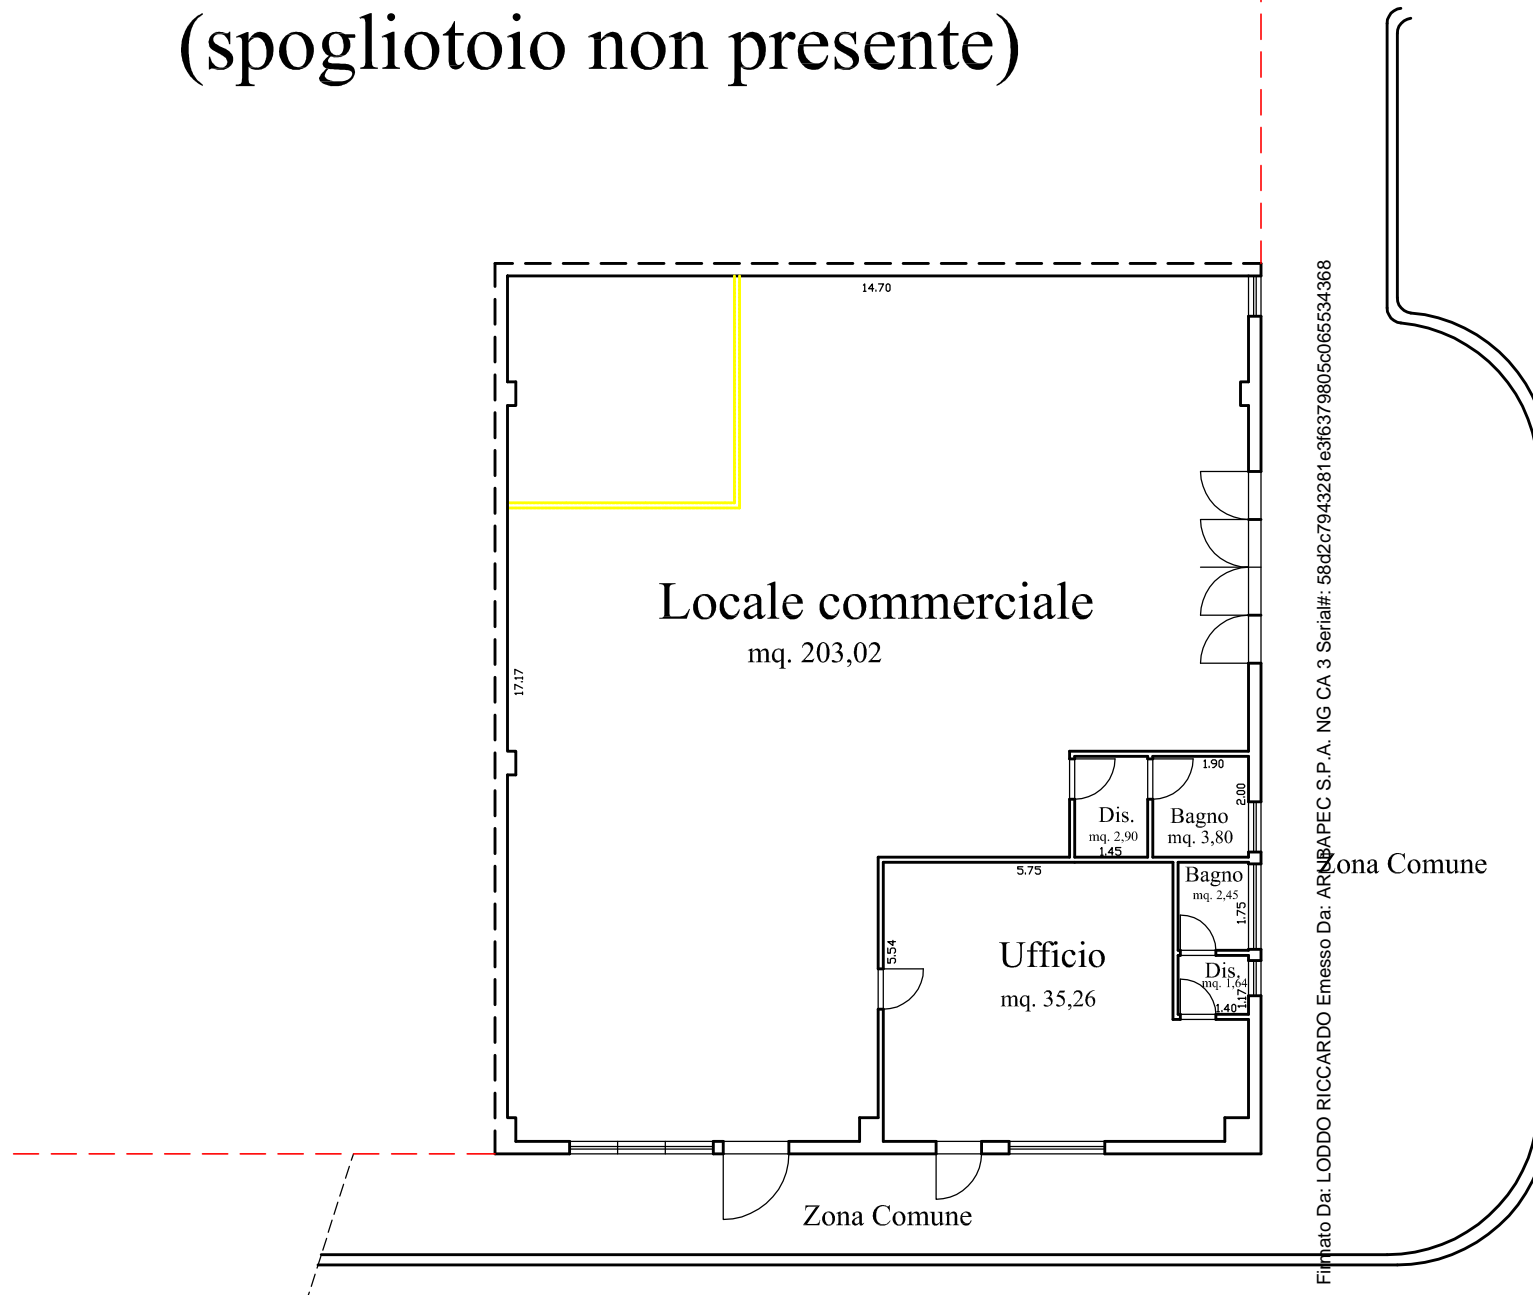 (spogliotoio non presente)
14.70
Locale commerciale
mq. 203,02
17.17
1.90
2.00
Dis.
mq. 2,90
1.45
Bagno
mq. 3,80
5.75
5.54
Ufficio
mq. 35,26
Bagno
mq. 2,45
1.75
Dis.
mq. 1,64
1.17
1.40
Zona Comune
Zona Comune
Firmato Da: LODDO RICCARDO Emesso Da: ARUBAPEC S.P.A. NG CA 3 Serial#: 58d2c7943281e3f6379805c065534368